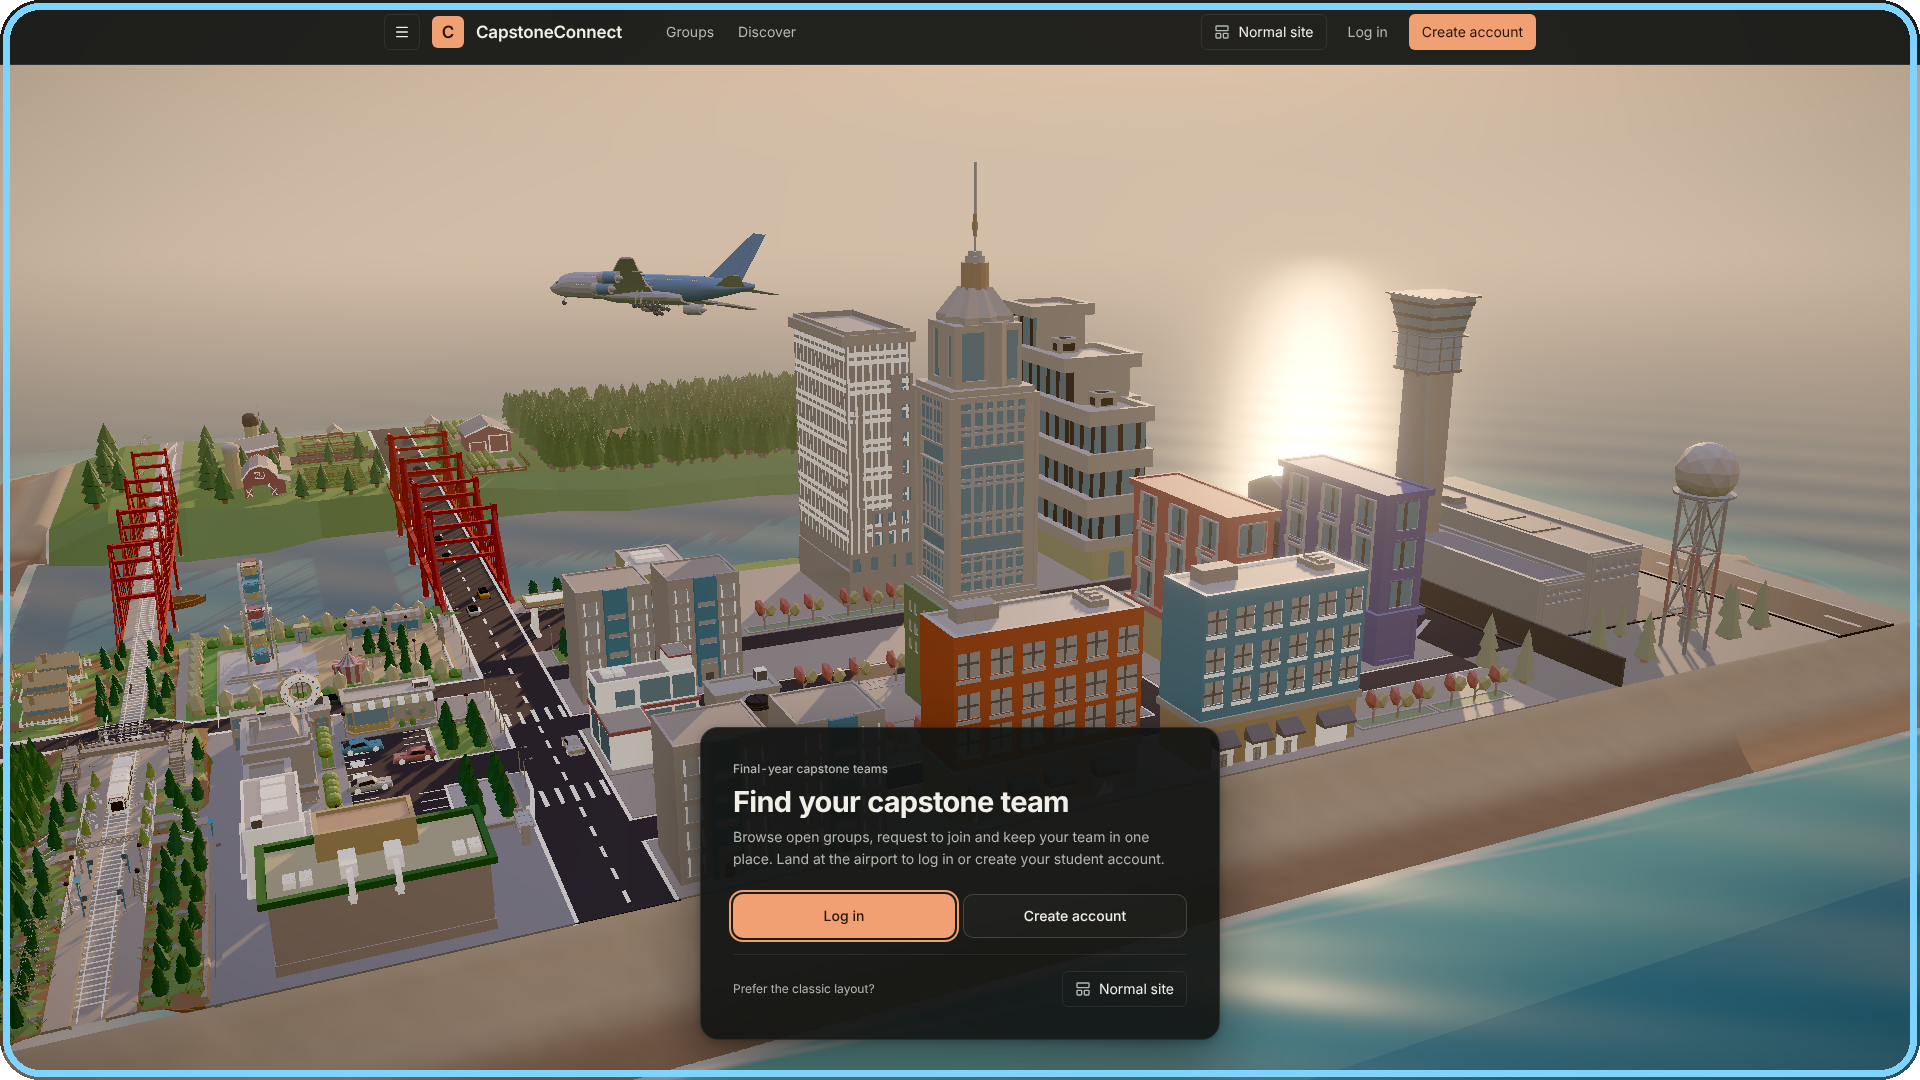 C CapstoneConnect Groups Discover Normal site Log in Create account
Final-year capstone teams
Find your capstone team
Browse open groups, request to join and keep your team in one
place. Land at the airport to log in or create your student account.
Log in Create account
Prefer the classic layout? Normal site